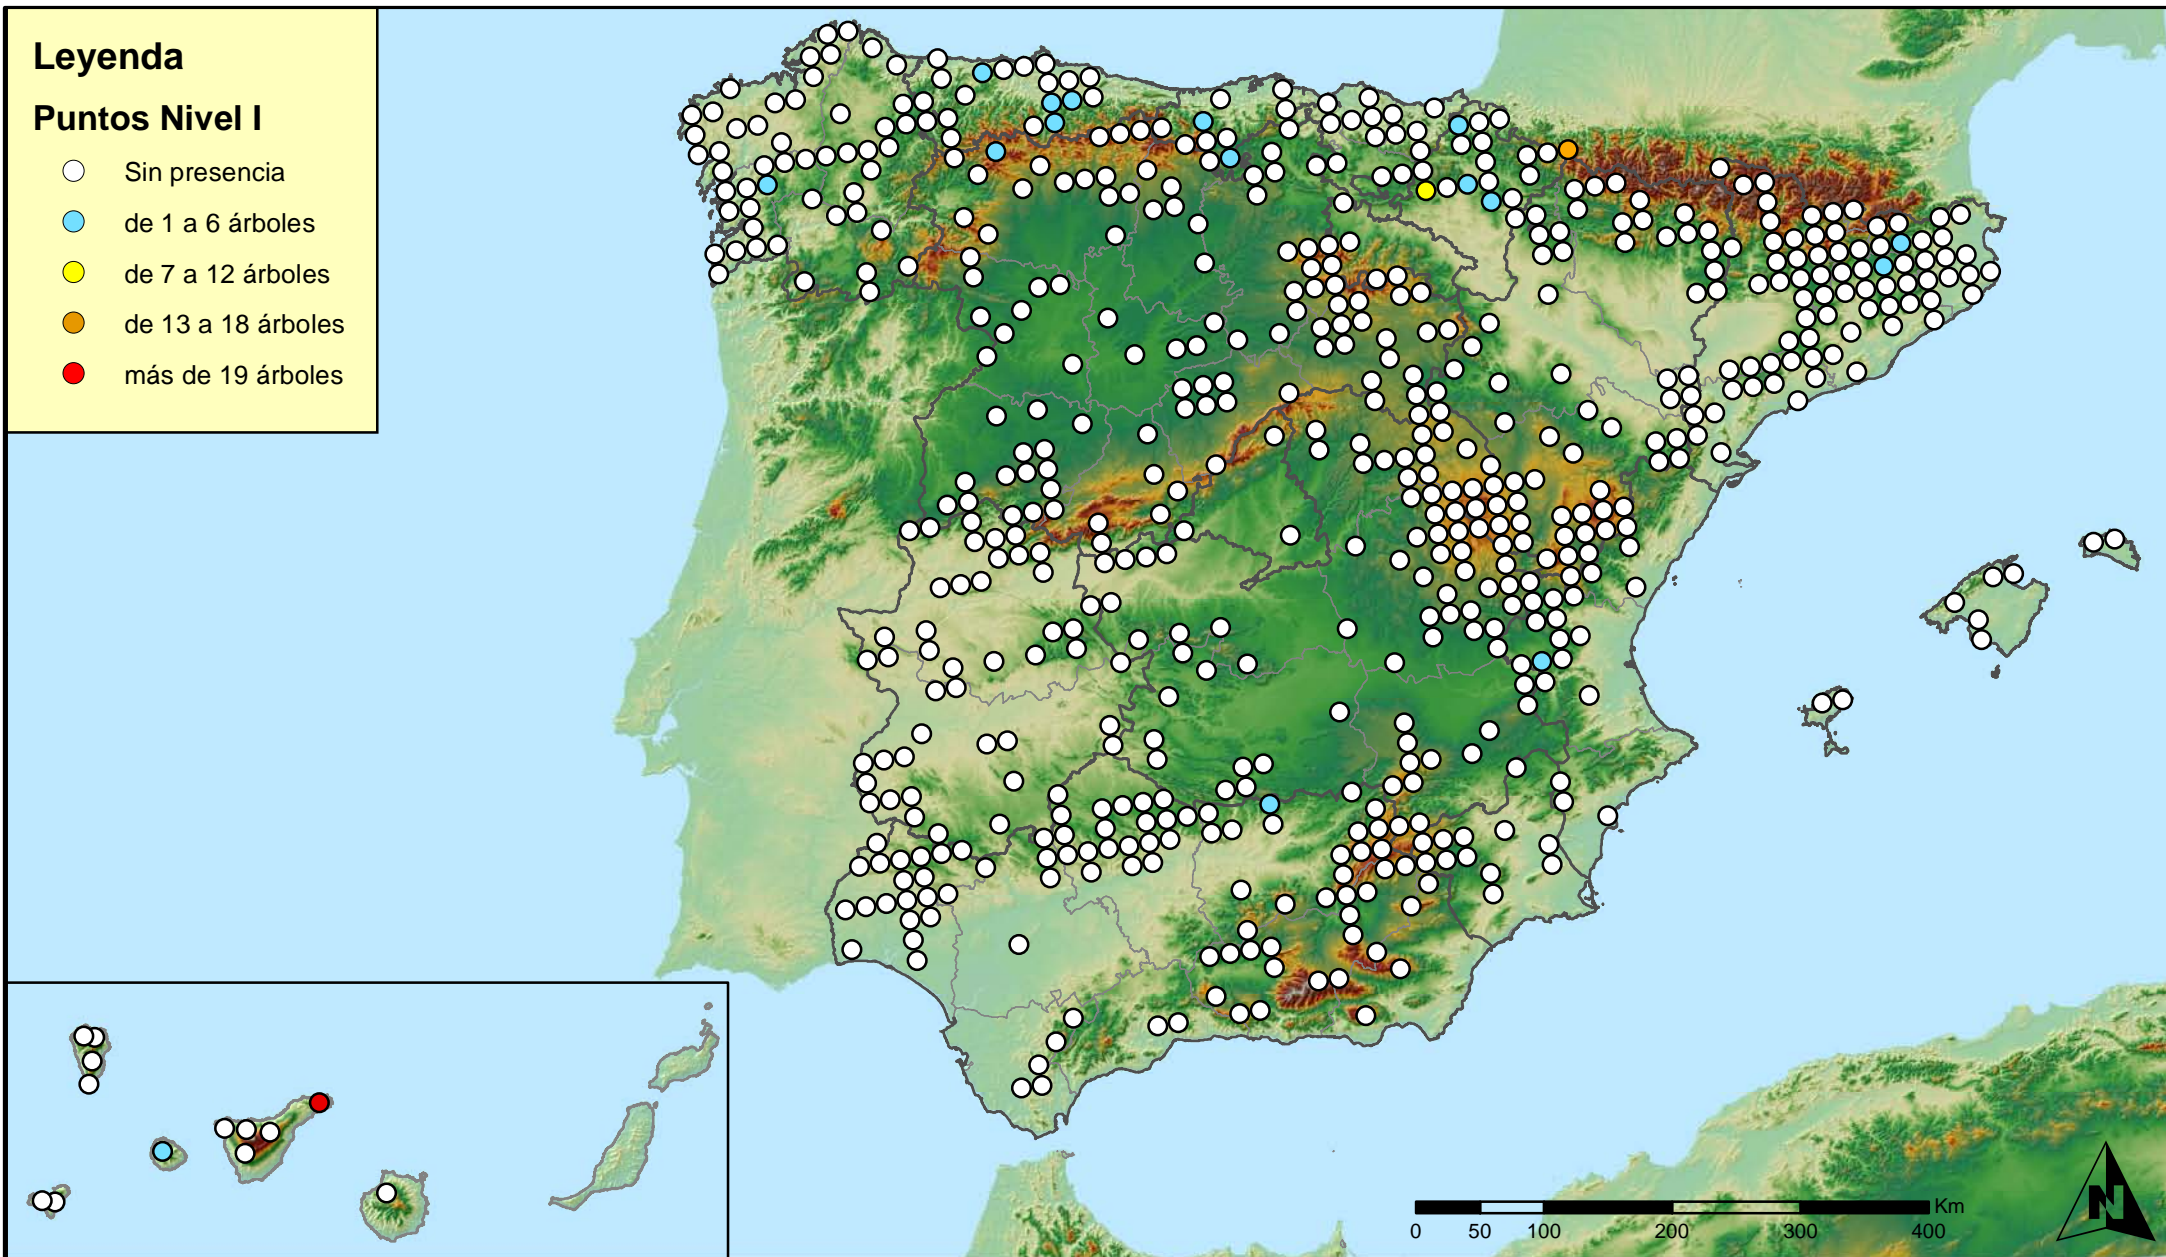 Leyenda
Puntos Nivel I
Sin presencia
de 1 a 6 árboles
de 7 a 12 árboles
de 13 a 18 árboles
más de 19 árboles
N
Km
0 50 100 200 300 400